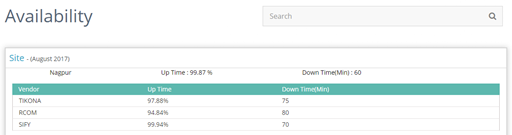 Availability
Search
Site - (August 2017)
Nagpur Up Time : 99.87 % Down Time(Min) : 60
Vendor Up Time Down Time(Min)
TIKONA 97.88% 75
RCOM 94.84% 80
SIFY 99.94% 70